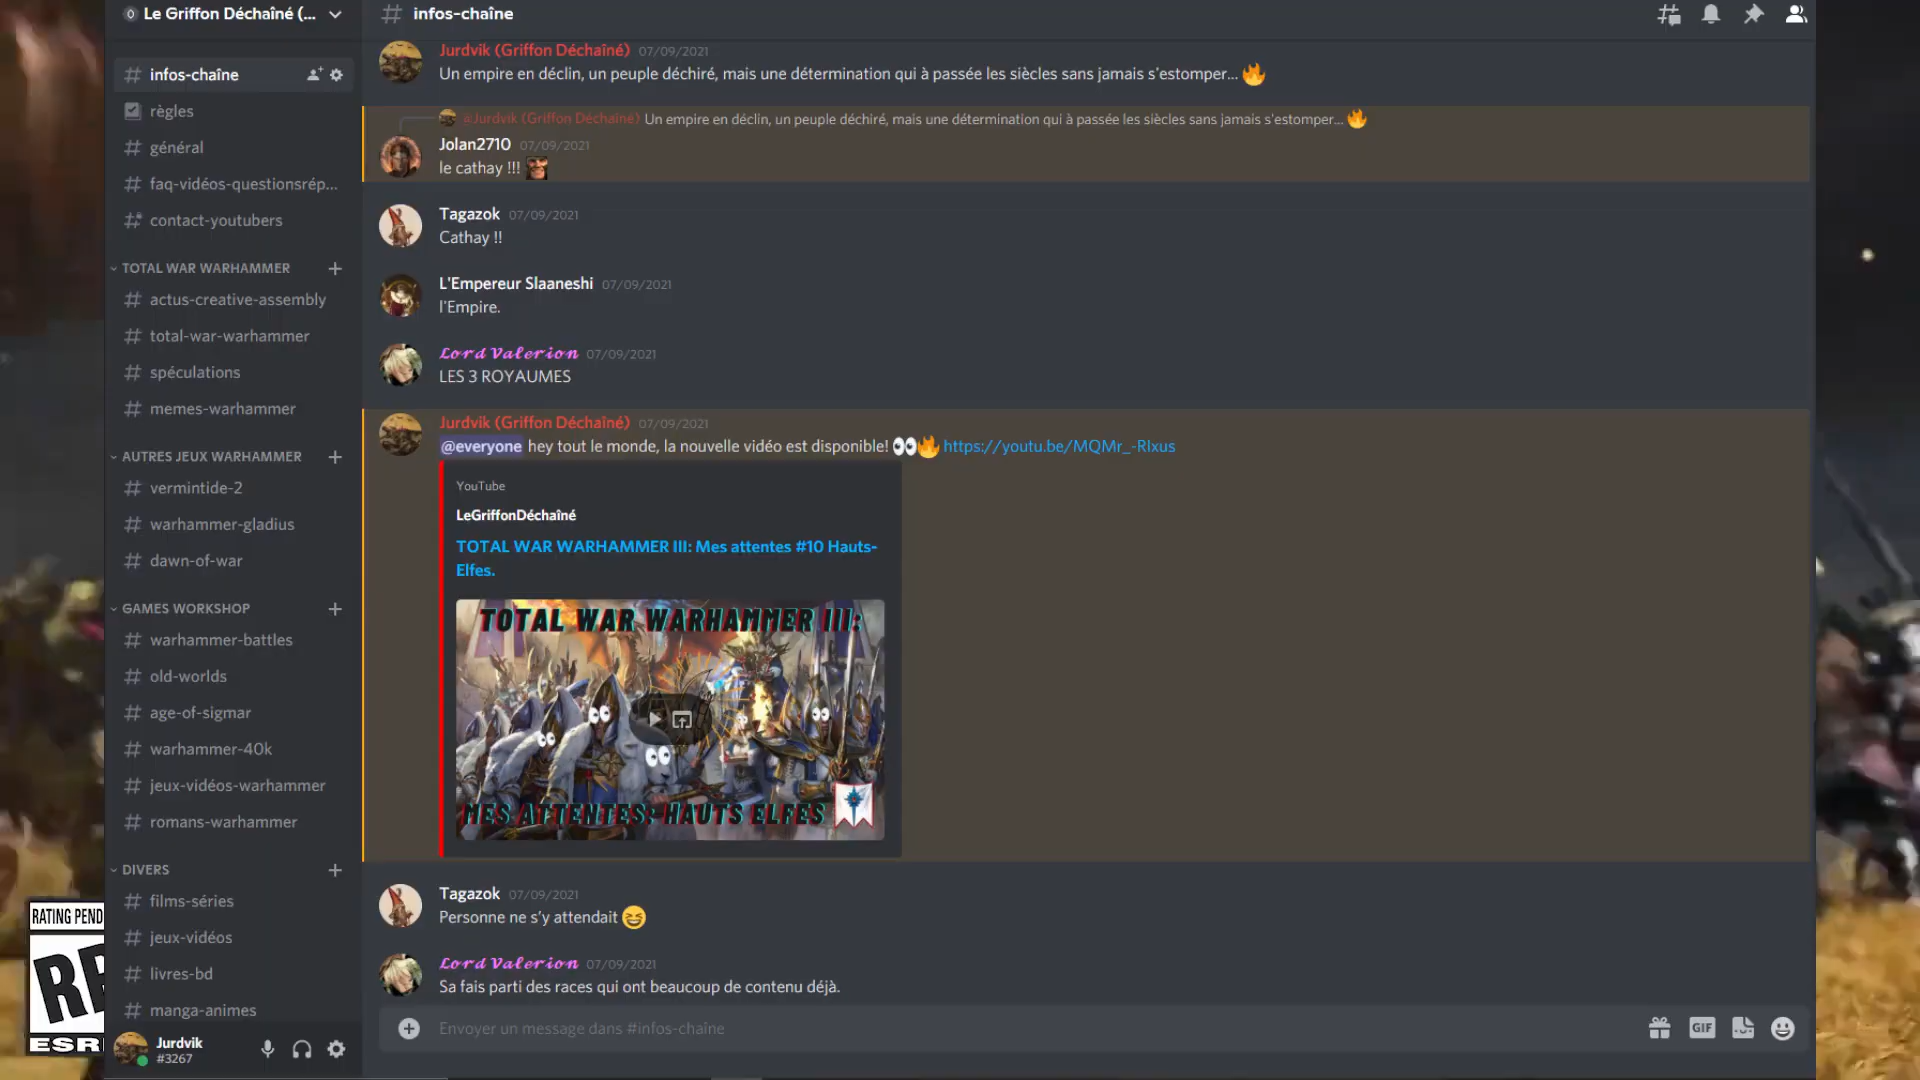 Le Griffon Déchaîné (...
infos-chaîne
règles
général
faq-vidéos-questionsrép...
contact-youtubers
TOTAL WAR WARHAMMER
actus-creative-assembly
total-war-warhammer
spéculations
memes-warhammer
AUTRES JEUX WARHAMMER
vermintide-2
warhammer-gladius
dawn-of-war
GAMES WORKSHOP
warhammer-battles
old-worlds
age-of-sigmar
warhammer-40k
jeux-vidéos-warhammer
romans-warhammer
DIVERS
films-séries
jeux-vidéos
livres-bd
manga-animes
Jurdvik
#3267
RATING PEND
RP
ESR
infos-chaîne
Jurdvik (Griffon Déchaîné) 07/09/2021
Un empire en déclin, un peuple déchiré, mais une détermination qui à passée les siècles sans jamais s'estomper... 🔥
@Jurdvik (Griffon Déchaîné) Un empire en déclin, un peuple déchiré, mais une détermination qui à passée les siècles sans jamais s'estomper... 🔥
Jolan2710 07/09/2021
le cathay !!!
Tagazok 07/09/2021
Cathay !!
L'Empereur Slaaneshi 07/09/2021
l'Empire.
𝓛𝓸𝓻𝓭 𝓥𝓪𝓵𝓮𝓻𝓲𝓸𝓷 07/09/2021
LES 3 ROYAUMES
Jurdvik (Griffon Déchaîné) 07/09/2021
@everyone hey tout le monde, la nouvelle vidéo est disponible! 👀🔥 https://youtu.be/MQMr_-RIxus
YouTube
LeGriffonDéchaîné
TOTAL WAR WARHAMMER III: Mes attentes #10 Hauts-
Elfes.
TOTAL WAR WARHAMMER III:
MES ATTENTES: HAUTS ELFES
Tagazok 07/09/2021
Personne ne s'y attendait 😆
𝓛𝓸𝓻𝓭 𝓥𝓪𝓵𝓮𝓻𝓲𝓸𝓷 07/09/2021
Sa fais parti des races qui ont beaucoup de contenu déjà.
Envoyer un message dans #infos-chaîne
GIF